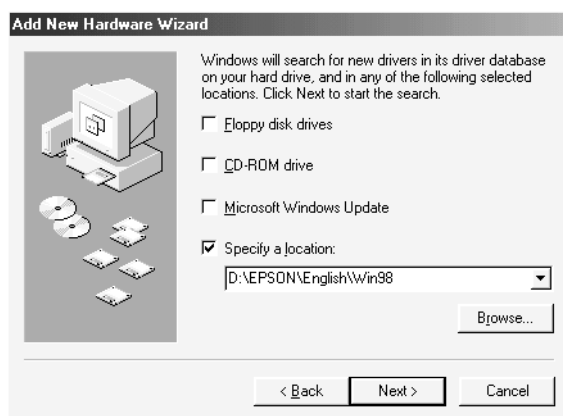 Add New Hardware Wizard
Windows will search for new drivers in its driver database
on your hard drive, and in any of the following selected
locations. Click Next to start the search.
Floppy disk drives
CD-ROM drive
Microsoft Windows Update
Specify a location:
D:\EPSON\English\Win98
Browse...
< Back
Next >
Cancel